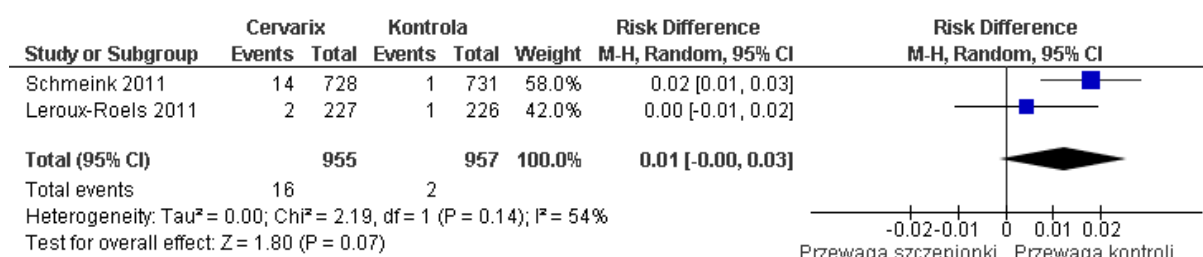 Cervarix Kontrola Risk Difference Risk Difference
Study or Subgroup Events Total Events Total Weight M-H, Random, 95% CI M-H, Random, 95% CI
Schmeink 2011 14 728 1 731 58.0% 0.02 [0.01, 0.03]
Leroux-Roels 2011 2 227 1 226 42.0% 0.00 [-0.01, 0.02]
Total (95% CI) 955 957 100.0% 0.01 [-0.00, 0.03]
Total events 16 2
Heterogeneity: Tau² = 0.00; Chi² = 2.19, df = 1 (P = 0.14); I² = 54%
Test for overall effect: Z = 1.80 (P = 0.07)
-0.02 -0.01 0 0.01 0.02
Przewaga szczepionki Przewaga kontroli